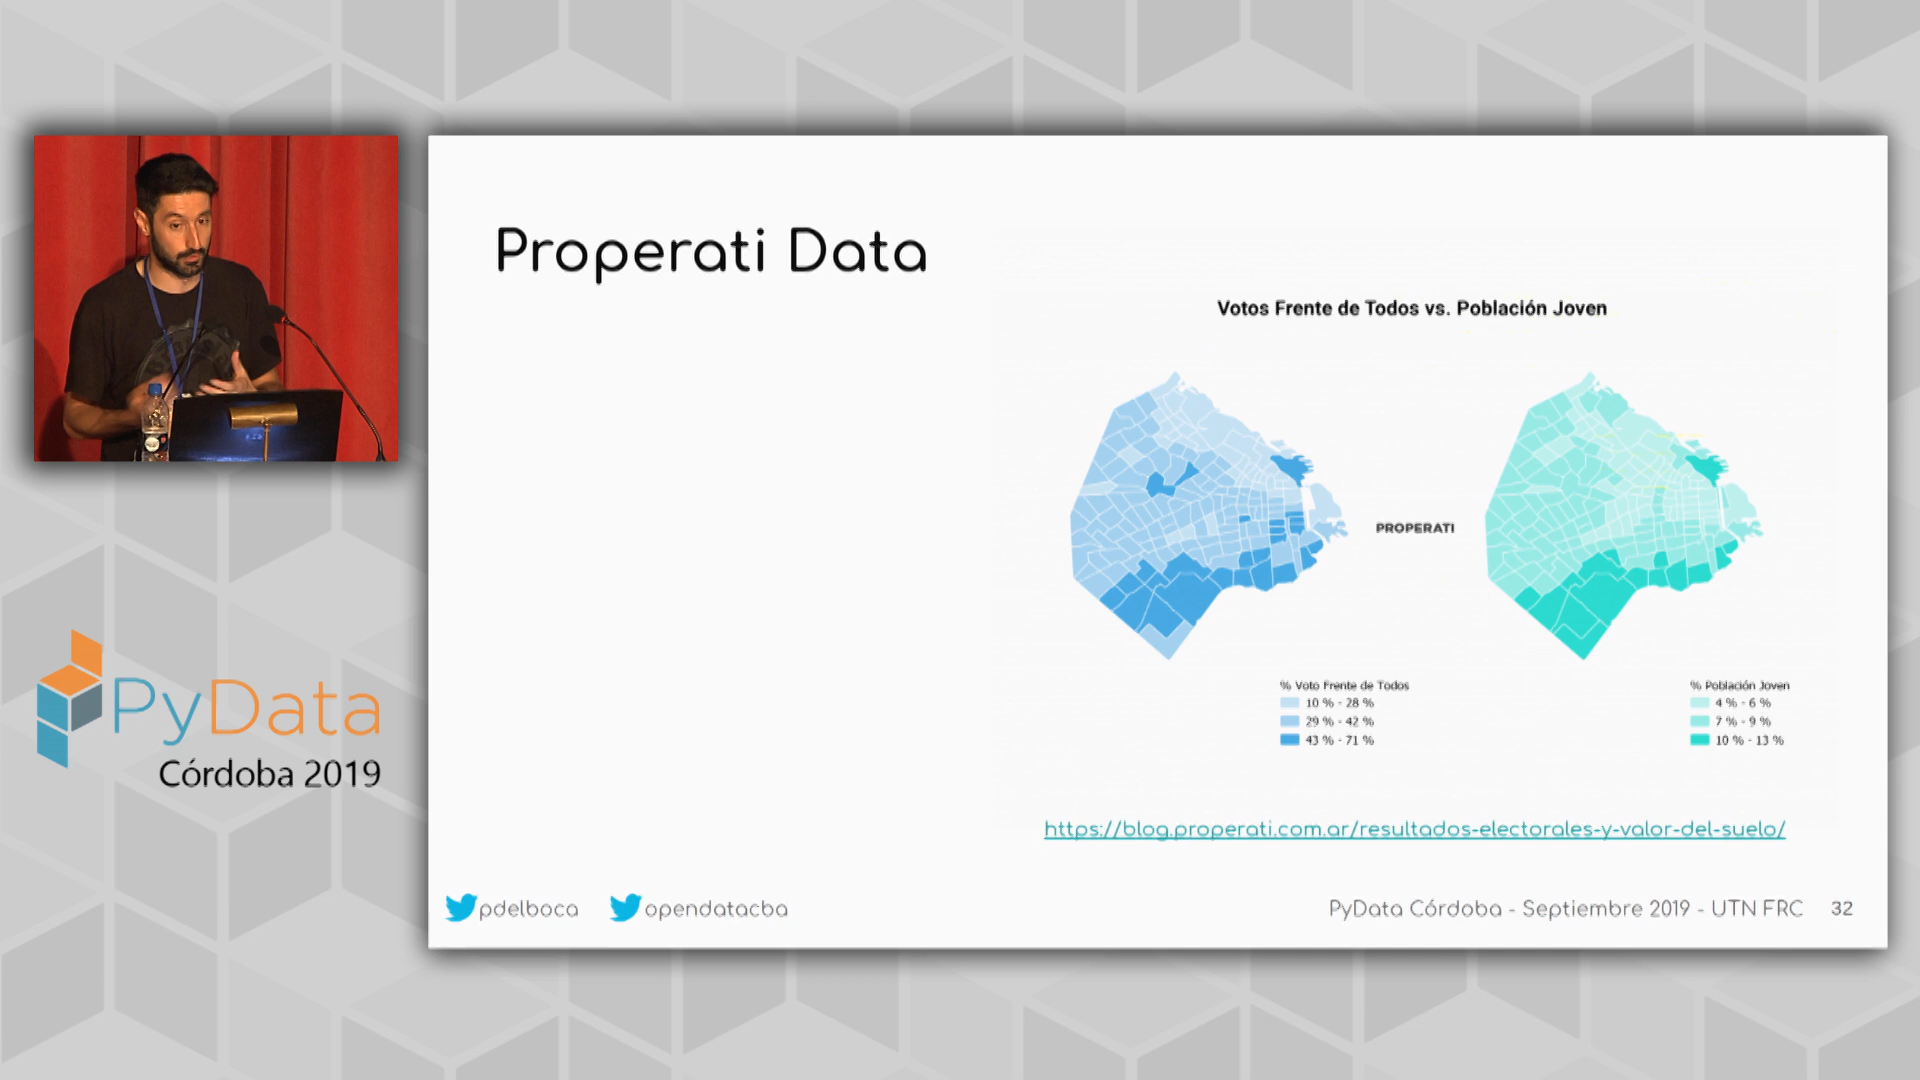 Properati Data
Votos Frente de Todos vs. Población Joven
PROPERATI
% Voto Frente de Todos
10 % - 28 %
29 % - 42 %
43 % - 71 %
% Población Joven
4 % - 6 %
7 % - 9 %
10 % - 13 %
https://blog.properati.com.ar/resultados-electorales-y-valor-del-suelo/
pdelboca
opendatacba
PyData Córdoba - Septiembre 2019 - UTN FRC 32
PyData
Córdoba 2019